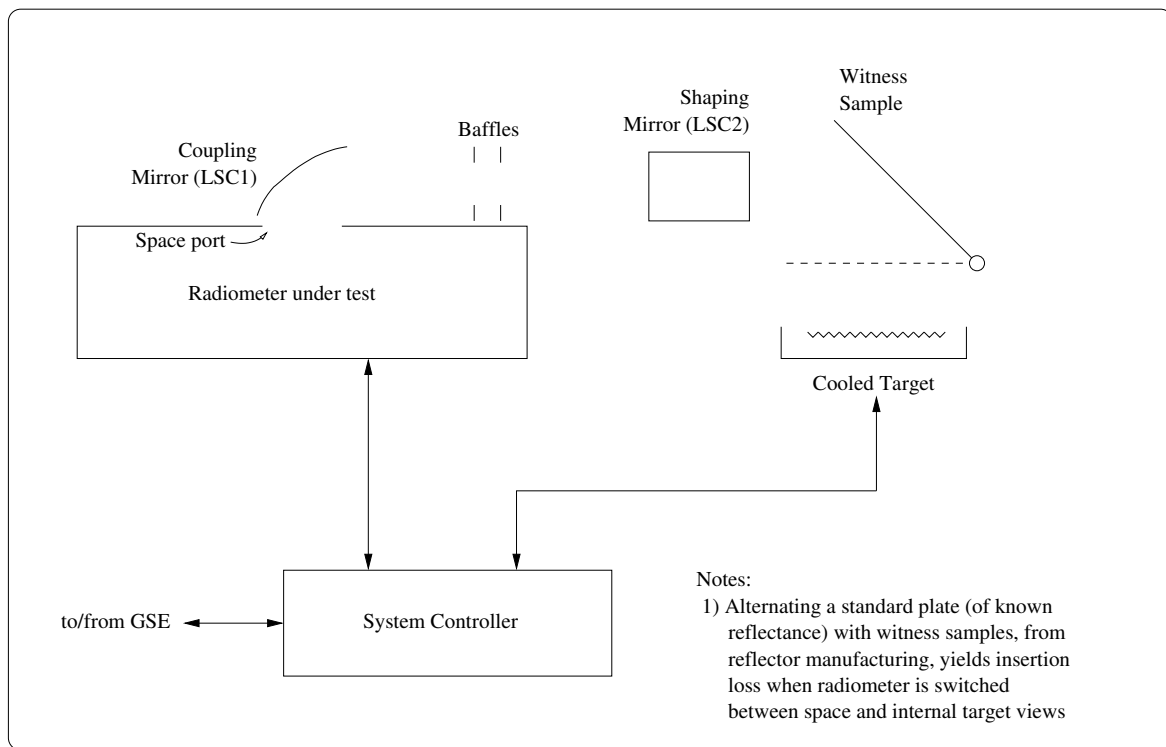 Witness
Sample
Shaping
Mirror (LSC2)
Baffles
Coupling
Mirror (LSC1)
Space port
Radiometer under test
Cooled Target
System Controller
to/from GSE
Notes:
1) Alternating a standard plate (of known
reflectance) with witness samples, from
reflector manufacturing, yields insertion
loss when radiometer is switched
between space and internal target views